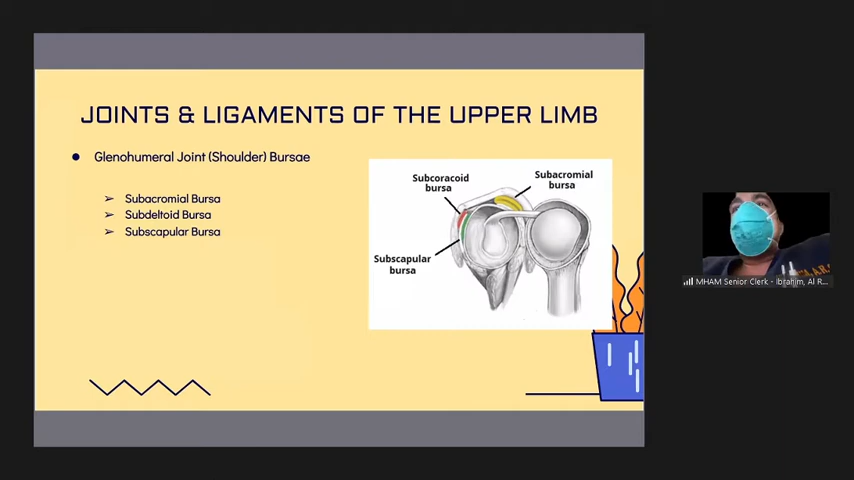 JOINTS & LIGAMENTS OF THE UPPER LIMB
Glenohumeral Joint (Shoulder) Bursae
Subacromial Bursa
Subdeltoid Bursa
Subscapular Bursa
Subcoracoid
bursa
Subacromial
bursa
Subscapular
bursa
MHAM Senior Clerk - Ibrahim, Al R...